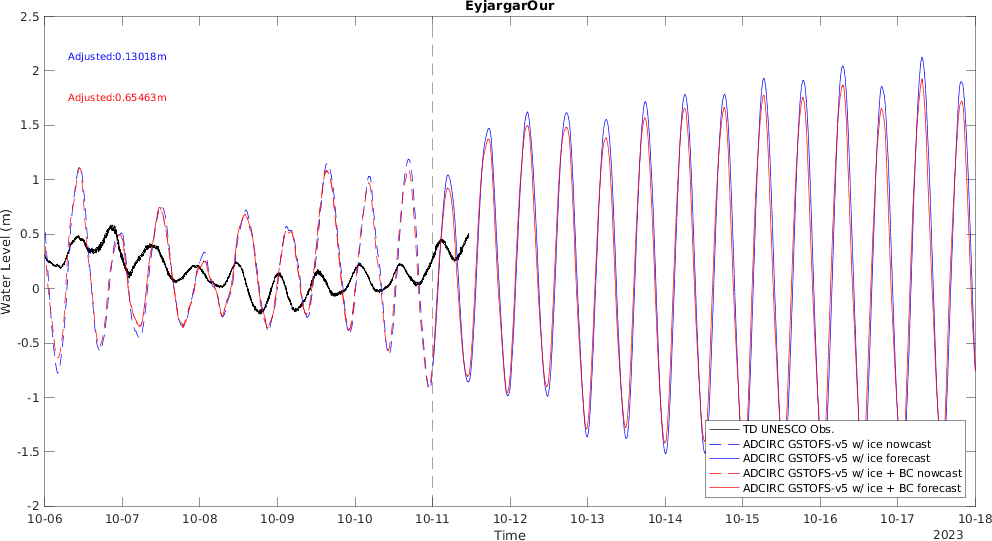 EyjargarOur
Adjusted:0.13018m
Adjusted:0.65463m
Water Level (m)
2.5
2
1.5
1
0.5
0
-0.5
-1
-1.5
-2
TD UNESCO Obs.
ADCIRC GSTOFS-v5 w/ ice nowcast
ADCIRC GSTOFS-v5 w/ ice forecast
ADCIRC GSTOFS-v5 w/ ice + BC nowcast
ADCIRC GSTOFS-v5 w/ ice + BC forecast
10-06 10-07 10-08 10-09 10-10 10-11 10-12 10-13 10-14 10-15 10-16 10-17 10-18
Time
2023